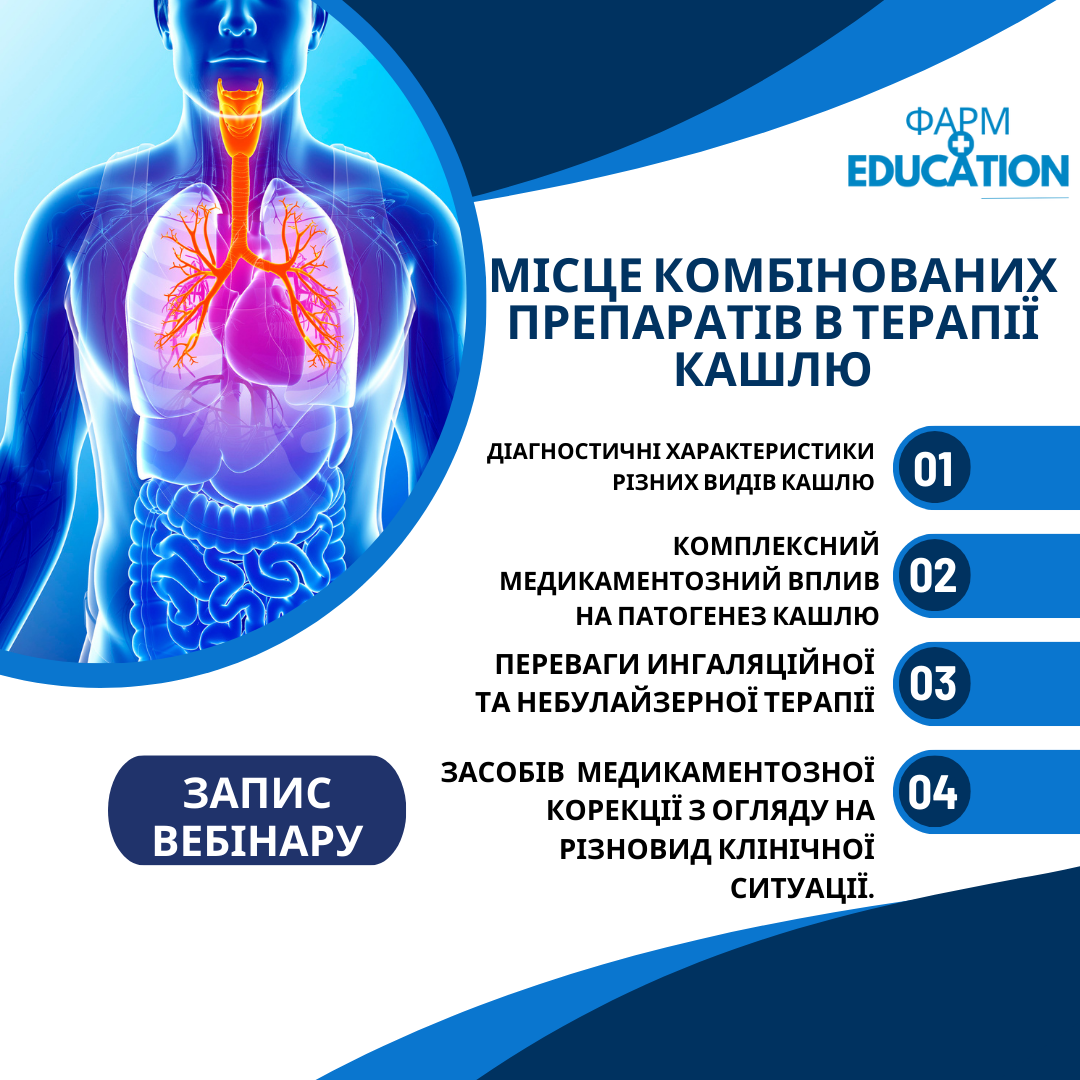 ФАРМ
EDUCATION
МІСЦЕ КОМБІНОВАНИХ
ПРЕПАРАТІВ В ТЕРАПІЇ
КАШЛЮ
ДІАГНОСТИЧНІ ХАРАКТЕРИСТИКИ
РІЗНИХ ВИДІВ КАШЛЮ
01
КОМПЛЕКСНИЙ
МЕДИКАМЕНТОЗНИЙ ВПЛИВ
НА ПАТОГЕНЕЗ КАШЛЮ
02
ПЕРЕВАГИ ИНГАЛЯЦІЙНОЇ
ТА НЕБУЛАЙЗЕРНОЇ ТЕРАПІЇ
03
ЗАСОБІВ МЕДИКАМЕНТОЗНОЇ
КОРЕКЦІЇ З ОГЛЯДУ НА
РІЗНОВИД КЛІНІЧНОЇ
СИТУАЦІЇ.
04
ЗАПИС
ВЕБІНАРУ